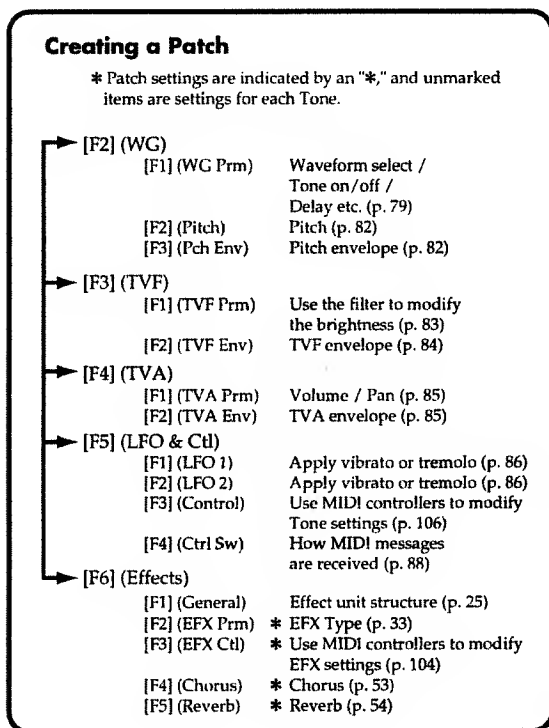 Creating a Patch
* Patch settings are indicated by an "*," and unmarked
items are settings for each Tone.
[F2] (WG)
[F1] (WG Prm) Waveform select /
Tone on/off /
Delay etc. (p. 79)
[F2] (Pitch) Pitch (p. 82)
[F3] (Pch Env) Pitch envelope (p. 82)
[F3] (TVF)
[F1] (TVF Prm) Use the filter to modify
the brightness (p. 83)
[F2] (TVF Env) TVF envelope (p. 84)
[F4] (TVA)
[F1] (TVA Prm) Volume / Pan (p. 85)
[F2] (TVA Env) TVA envelope (p. 85)
[F5] (LFO & Ctl)
[F1] (LFO 1) Apply vibrato or tremolo (p. 86)
[F2] (LFO 2) Apply vibrato or tremolo (p. 86)
[F3] (Control) Use MIDI controllers to modify
Tone settings (p. 106)
[F4] (Ctrl Sw) How MIDI messages
are received (p. 88)
[F6] (Effects)
[F1] (General) Effect unit structure (p. 25)
[F2] (EFX Prm) * EFX Type (p. 33)
[F3] (EFX Ctl) * Use MIDI controllers to modify
EFX settings (p. 104)
[F4] (Chorus) * Chorus (p. 53)
[F5] (Reverb) * Reverb (p. 54)